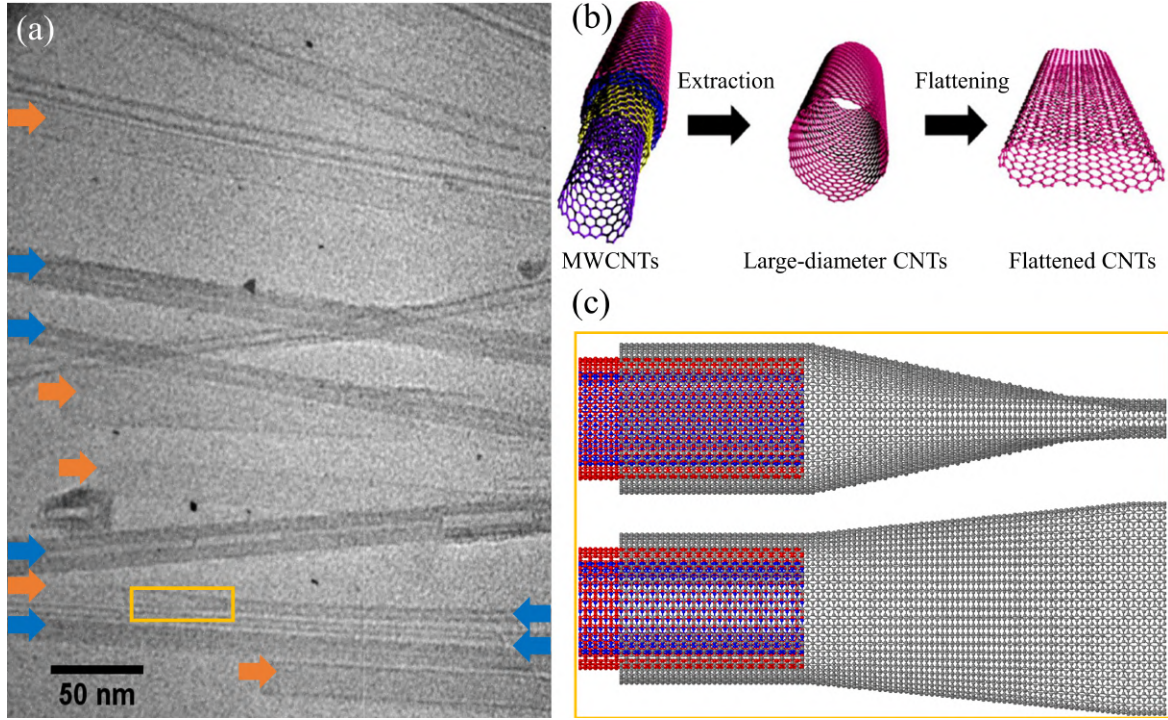 (a)
50 nm
(b)
Extraction
Flattening
MWCNTs
Large-diameter CNTs
Flattened CNTs
(c)